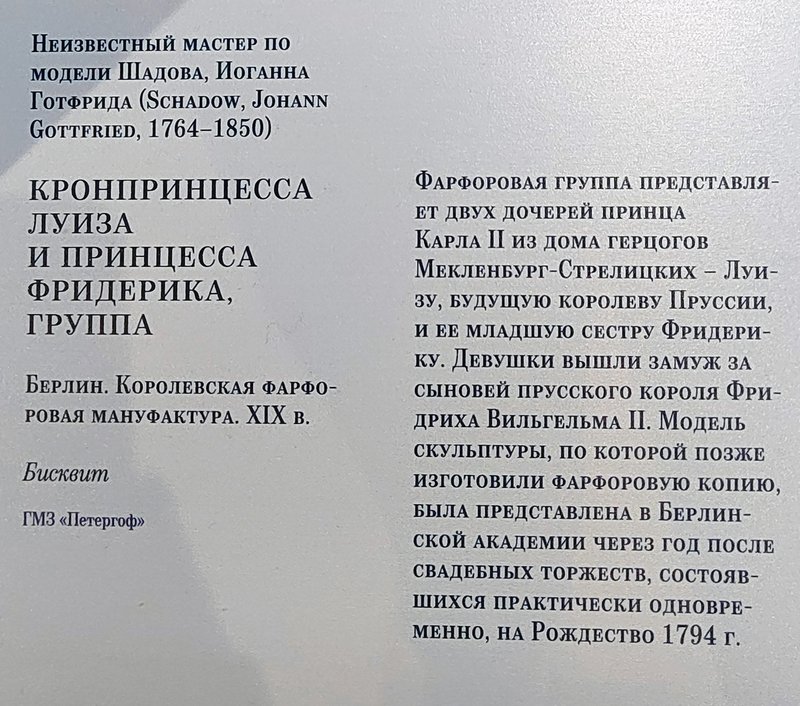 Неизвестный мастер по
модели Шадова, Иоганна
Готфрида (Schadow, Johann
Gottfried, 1764–1850)
КРОНПРИНЦЕССА
ЛУИЗА
И ПРИНЦЕССА
ФРИДЕРИКА,
ГРУППА
Берлин. Королевская фарфо-
ровая мануфактура. XIX в.
Бисквит
ГМЗ «Петергоф»
Фарфоровая группа представля-
ет двух дочерей принца
Карла II из дома герцогов
Мекленбург-Стрелицких – Луи-
зу, будущую королеву Пруссии,
и ее младшую сестру Фридери-
ку. Девушки вышли замуж за
сыновей прусского короля Фри-
дриха Вильгельма II. Модель
скульптуры, по которой позже
изготовили фарфоровую копию,
была представлена в Берлин-
ской академии через год после
свадебных торжеств, состояв-
шихся практически одновре-
менно, на Рождество 1794 г.